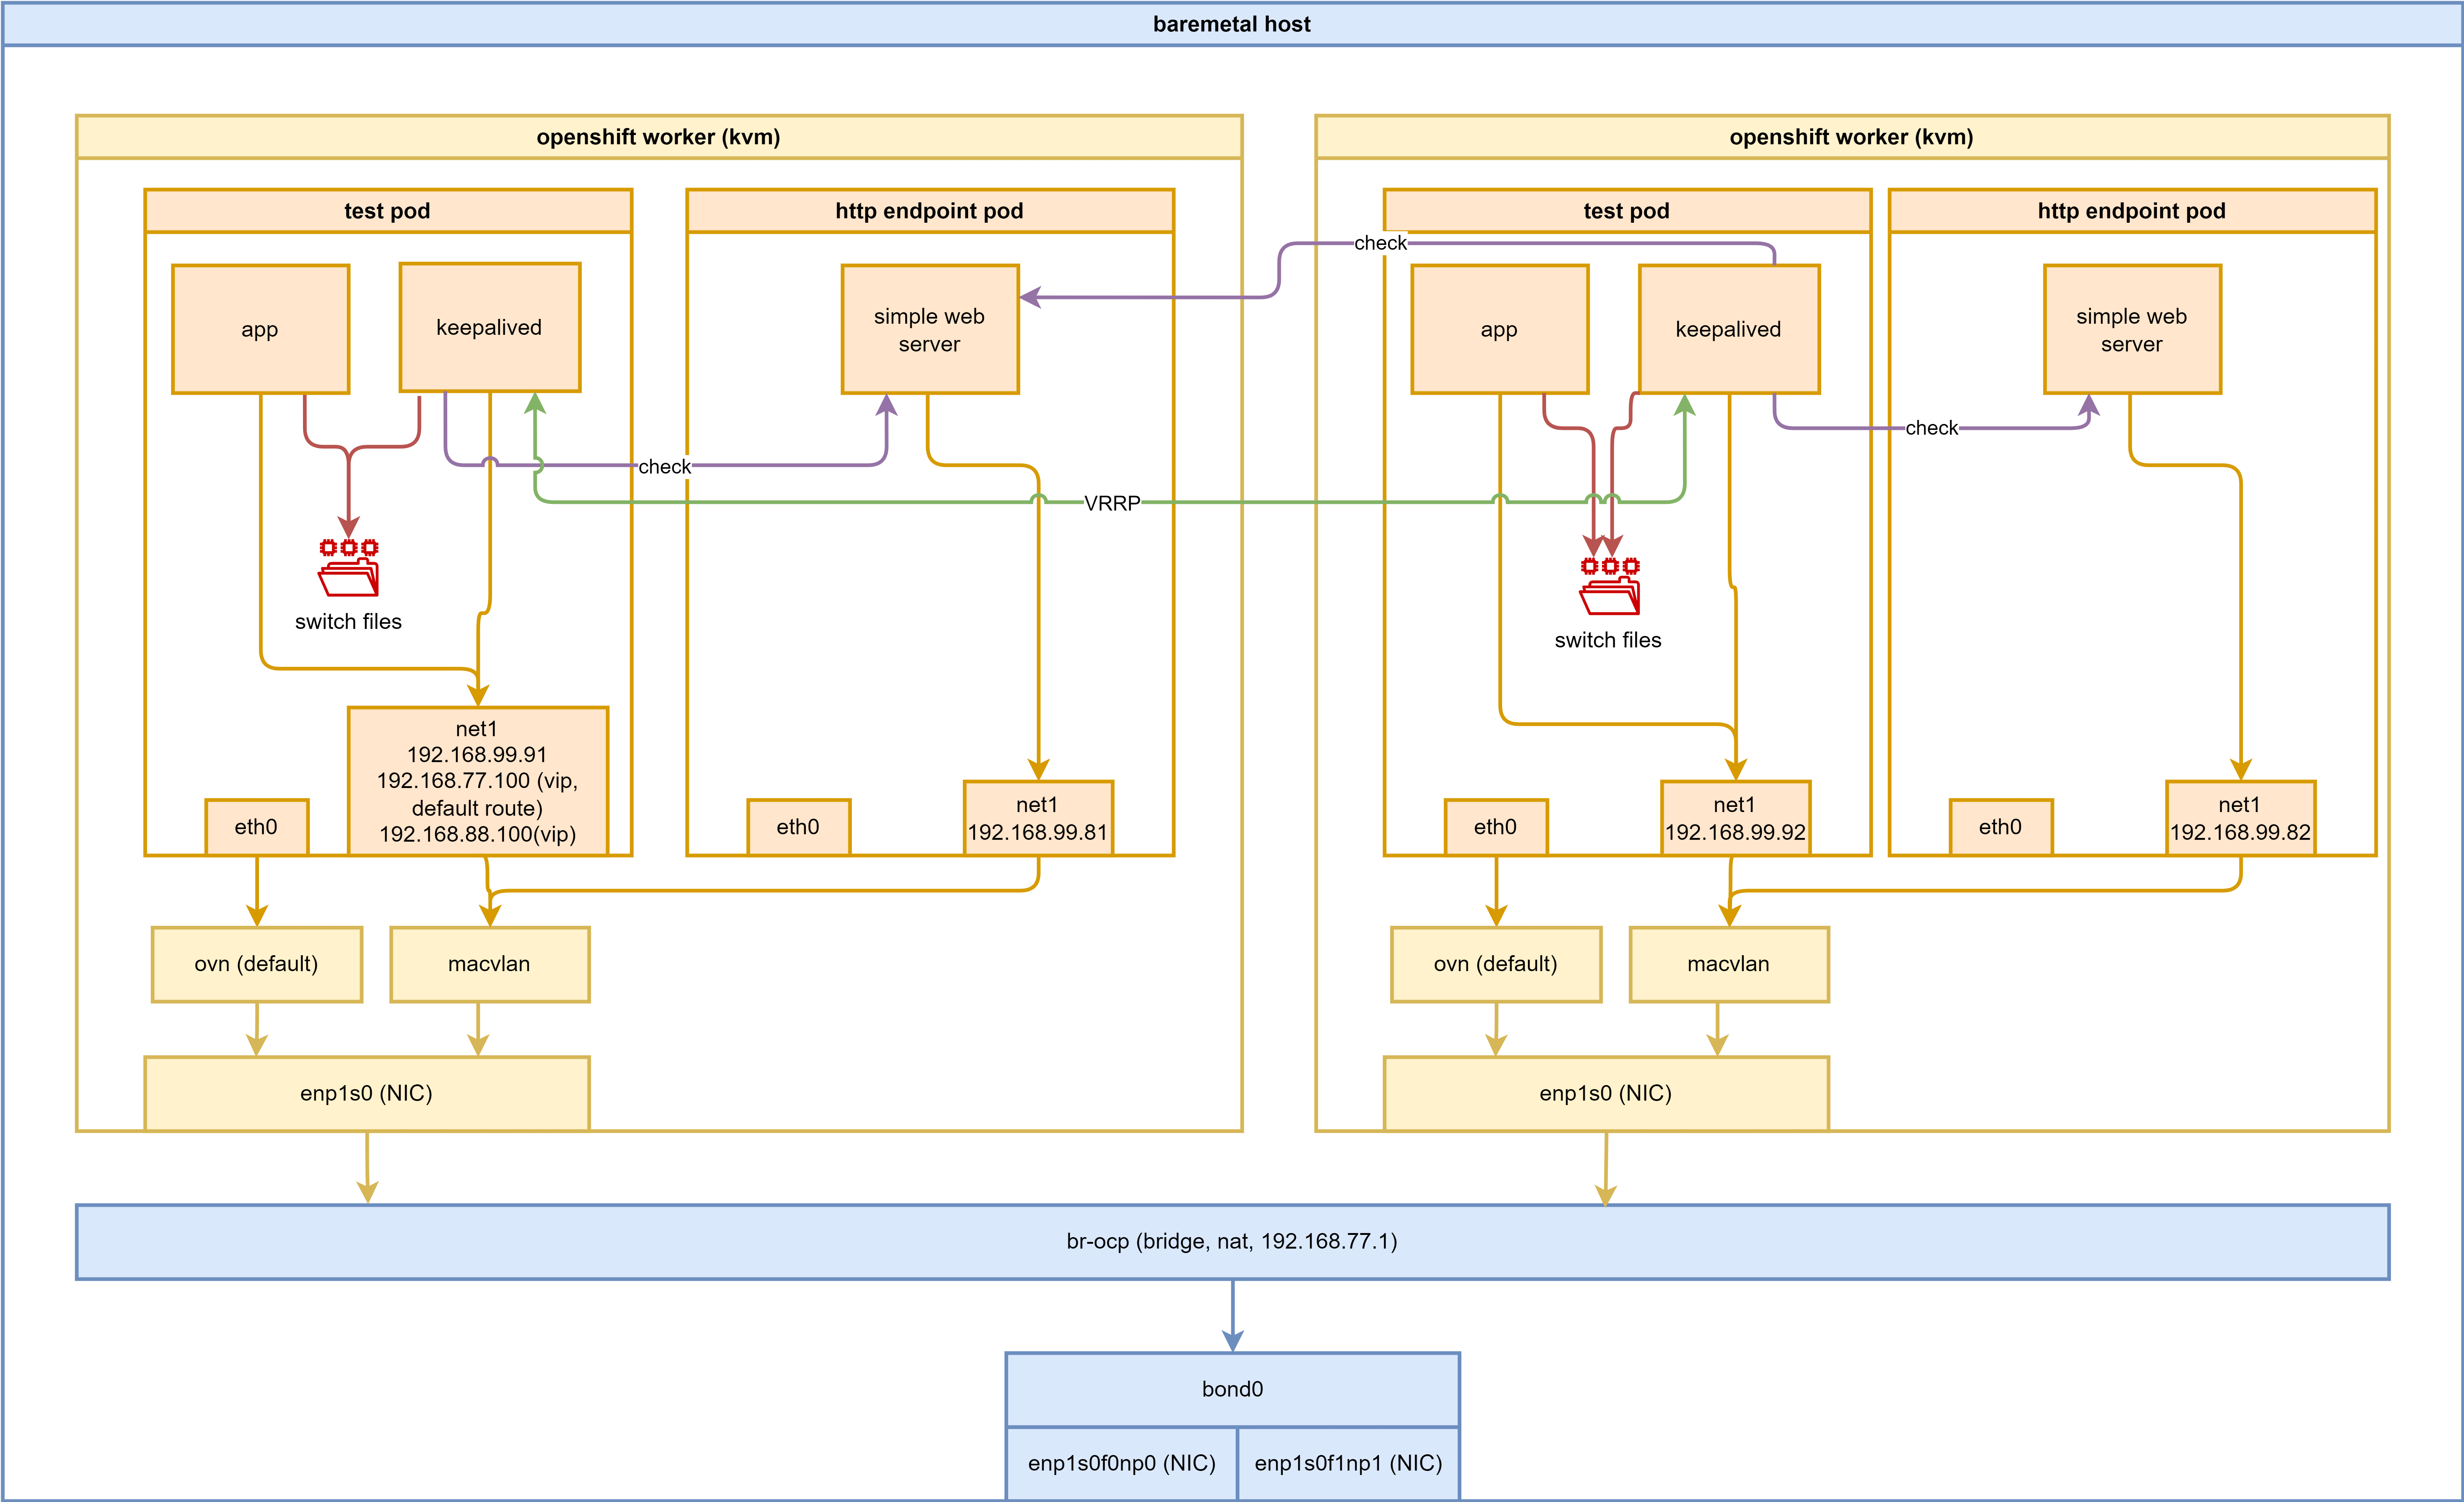 baremetal host
openshift worker (kvm)
test pod
app
keepalived
switch files
net1
192.168.99.91
192.168.77.100 (vip,
default route)
192.168.88.100(vip)
eth0
http endpoint pod
simple web
server
check
VRRP
eth0
net1
192.168.99.81
ovn (default)
macvlan
enp1s0 (NIC)
openshift worker (kvm)
test pod
check
app
keepalived
switch files
eth0
net1
192.168.99.92
http endpoint pod
simple web
server
check
eth0
net1
192.168.99.82
ovn (default)
macvlan
enp1s0 (NIC)
br-ocp (bridge, nat, 192.168.77.1)
bond0
enp1s0f0np0 (NIC)
enp1s0f1np1 (NIC)